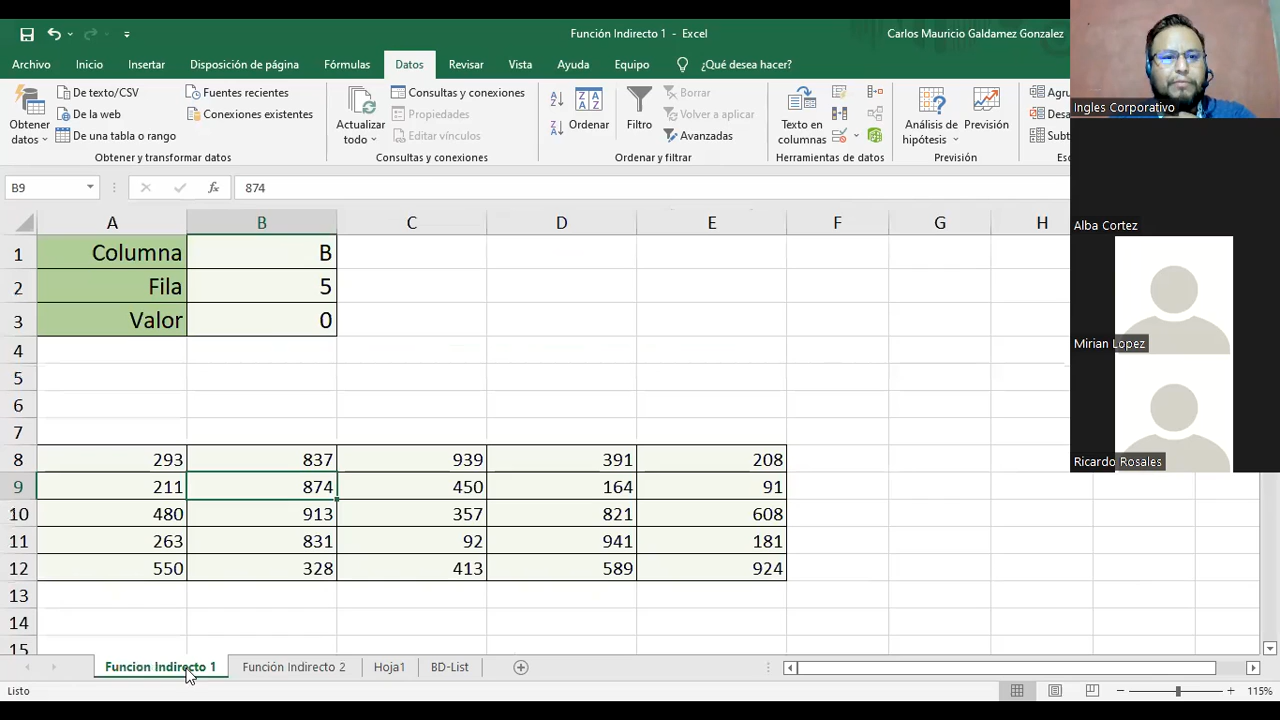 Función Indirecto 1 - Excel
Carlos Mauricio Galdamez Gonzalez
Archivo Inicio Insertar Disposición de página Fórmulas Datos Revisar Vista Ayuda Equipo ¿Qué desea hacer?
De texto/CSV
De la web
De una tabla o rango
Obtener datos
Fuentes recientes
Conexiones existentes
Obtener y transformar datos
Actualizar todo
Consultas y conexiones
Propiedades
Editar vínculos
Consultas y conexiones
Ordenar
Filtro
Borrar
Volver a aplicar
Avanzadas
Ordenar y filtrar
Texto en columnas
Herramientas de datos
Análisis de hipótesis
Previsión
Previsión
Agru
Desa
Sub
Esc
B9 fx 874
A B C D E F G H
1 Columna B
2 Fila 5
3 Valor 0
4
5
6
7
8 293 837 939 391 208
9 211 874 450 164 91
10 480 913 357 821 608
11 263 831 92 941 181
12 550 328 413 589 924
13
14
15
Funcion Indirecto 1 Función Indirecto 2 Hoja1 BD-List
Listo
115%
Ingles Corporativo
Alba Cortez
Mirian Lopez
Ricardo Rosales